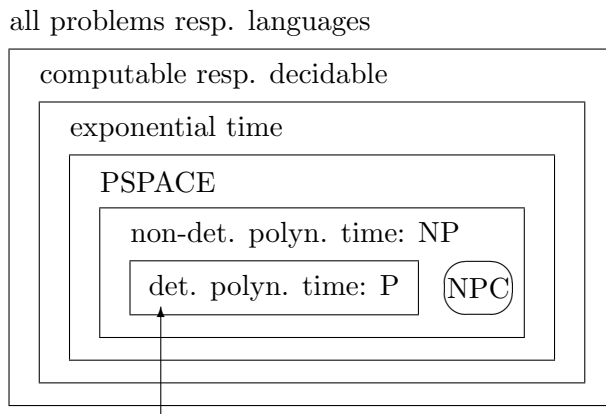 all problems resp. languages
computable resp. decidable
exponential time
PSPACE
non-det. polyn. time: NP
det. polyn. time: P
NPC